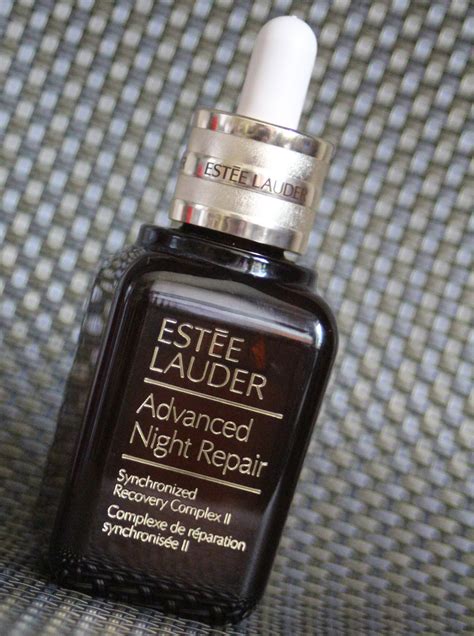 ESTĒE LAUDER
ESTĒE
LAUDER
Advanced
Night Repair
Synchronized
Recovery Complex II
Complexe de réparation
synchronisée II